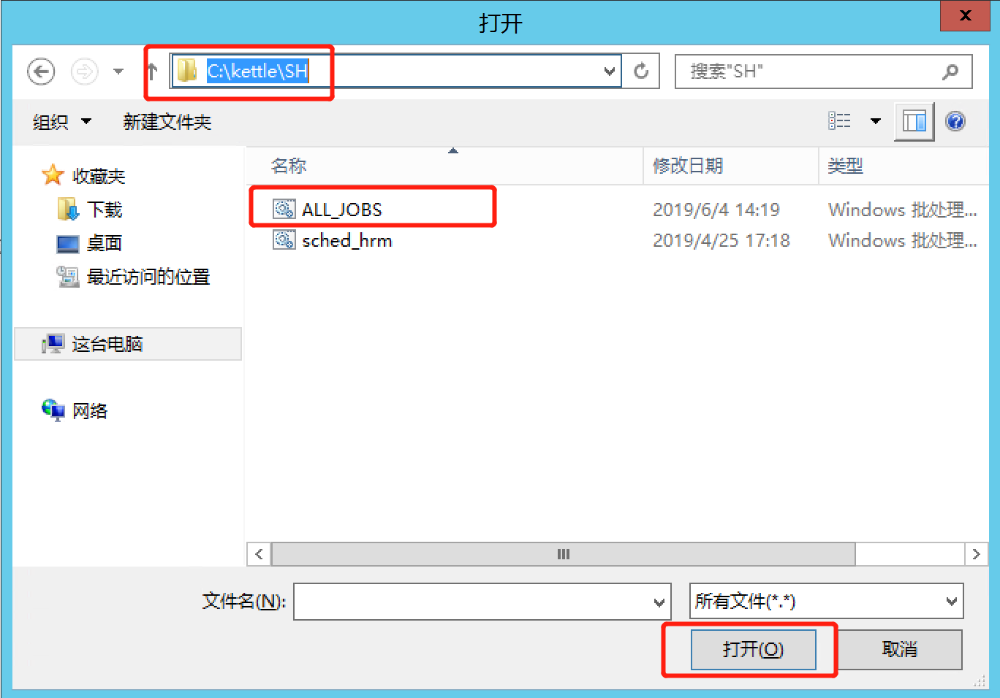 打开
x
C:\kettle\SH
搜索"SH"
组织
新建文件夹
名称
修改日期
类型
收藏夹
下载
桌面
最近访问的位置
这台电脑
网络
ALL_JOBS
2019/6/4 14:19
Windows 批处理...
sched_hrm
2019/4/25 17:18
Windows 批处理...
文件名(N):
所有文件(*.*)
打开(O)
取消